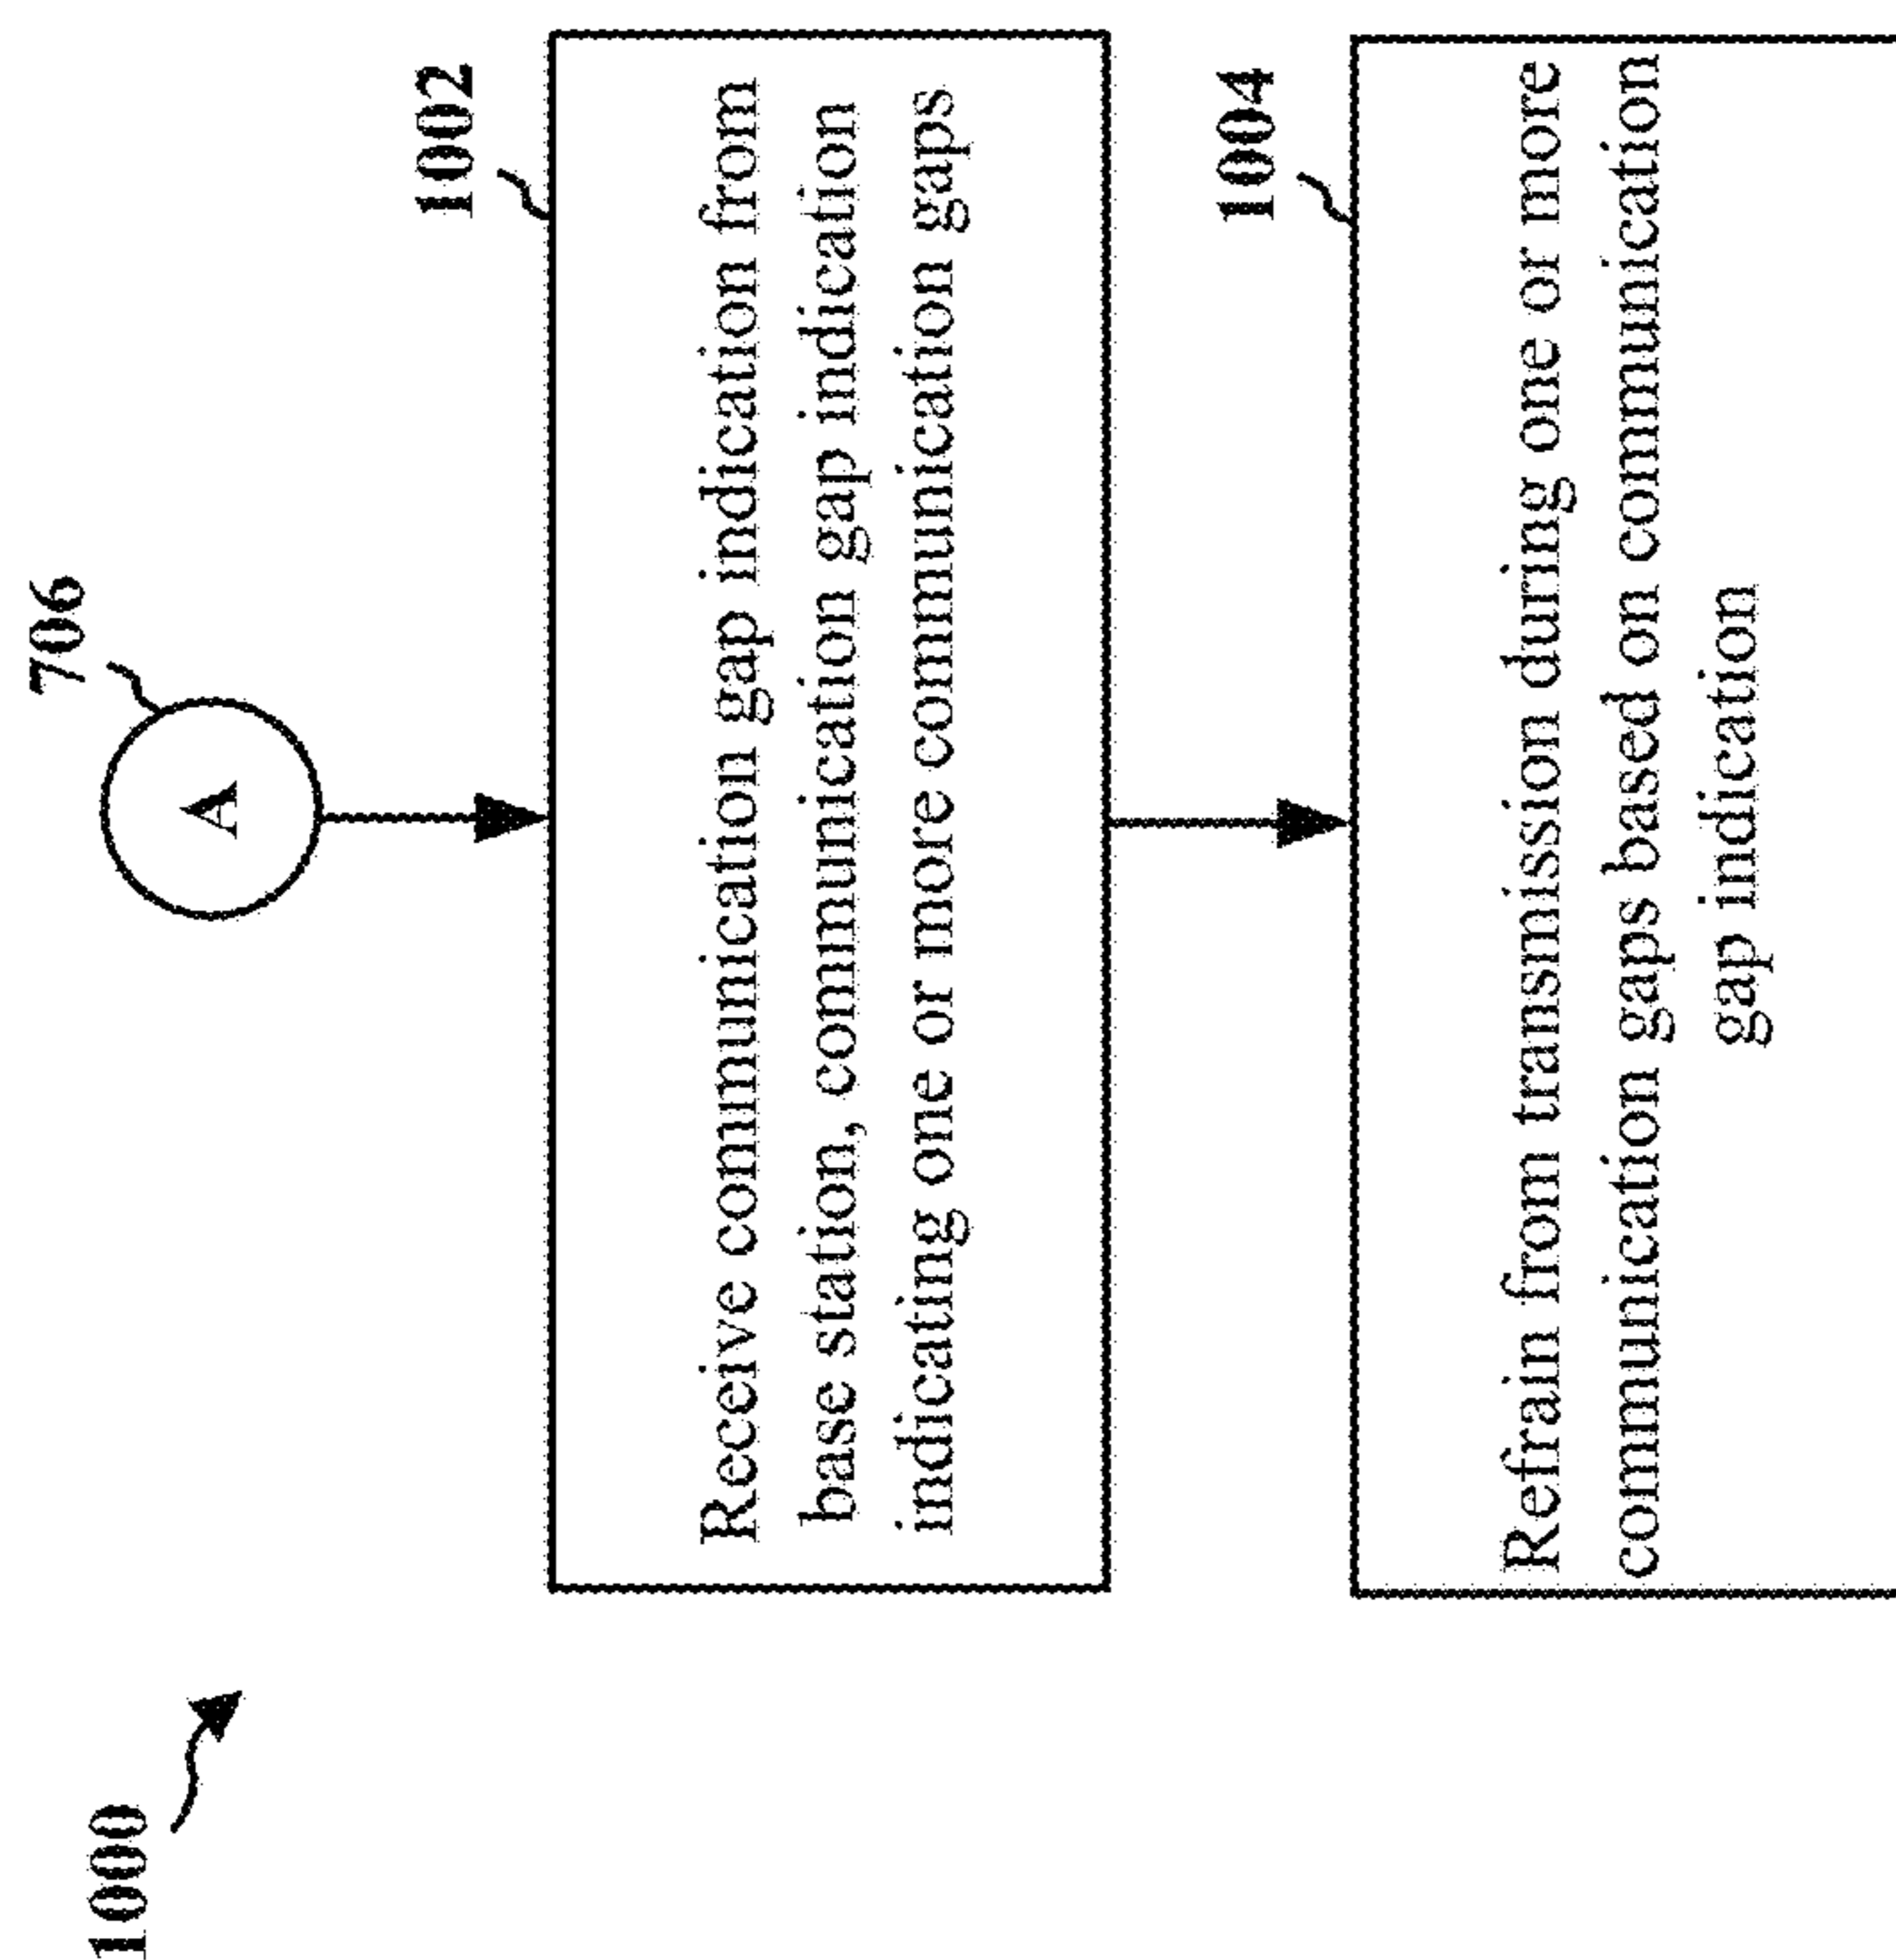 1000
706
A
1002
Receive communication gap indication from
base station, communication gap indication
indicating one or more communication gaps
1004
Refrain from transmission during one or more
communication gaps based on communication
gap indication